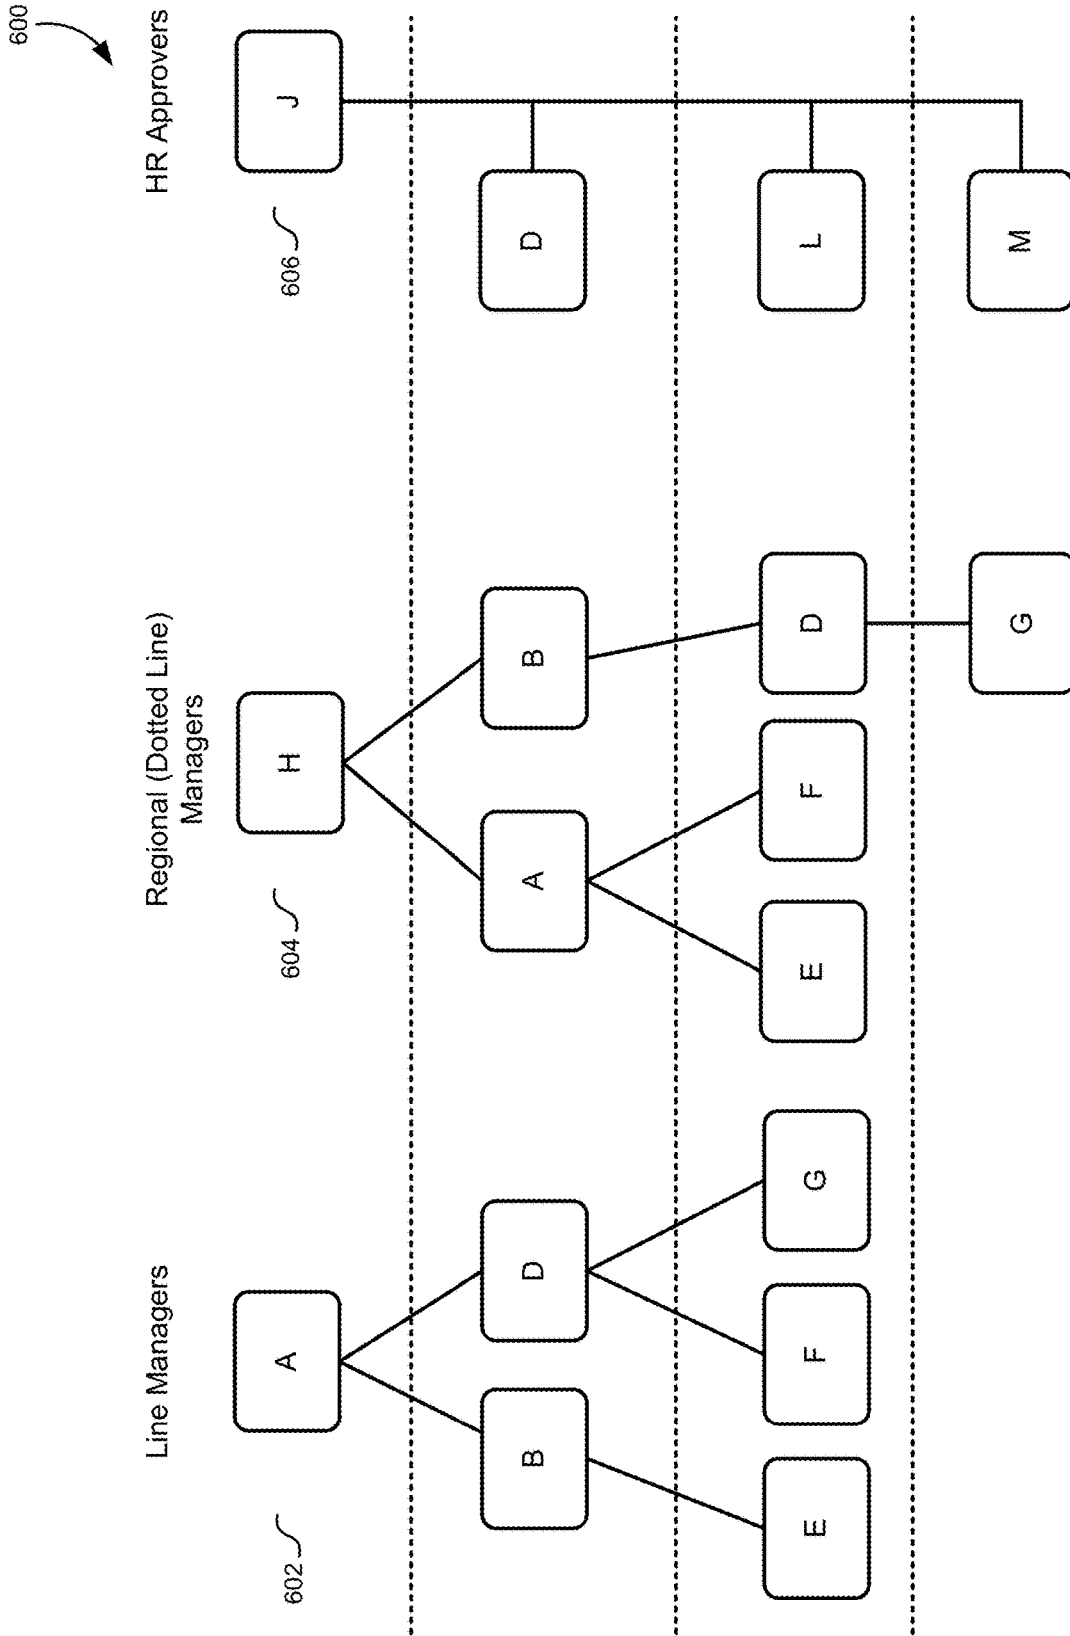 600
Line Managers
Regional (Dotted Line)
Managers
HR Approvers
602
A
604
H
606
J
B
D
A
B
D
E
F
G
E
F
D
L
G
M